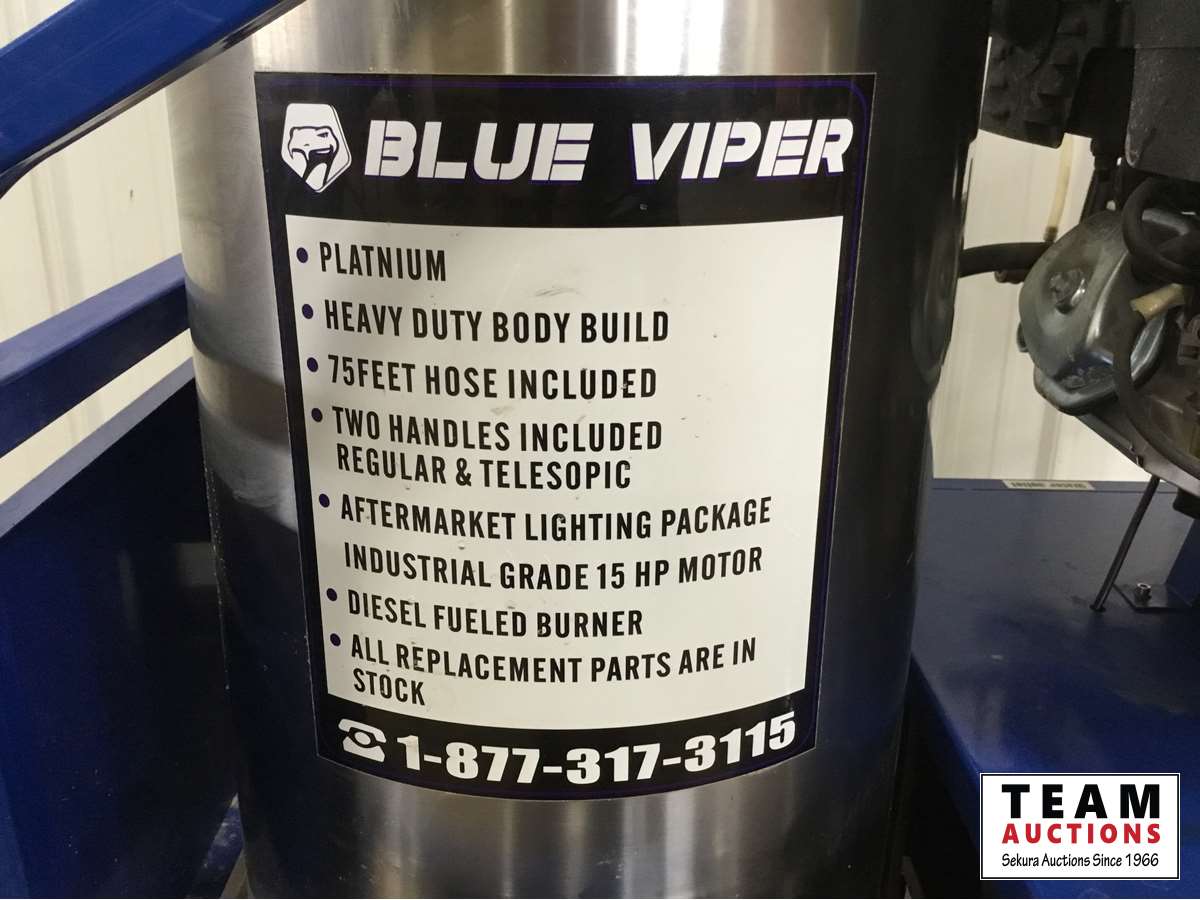 BLUE VIPER
• PLATNIUM
• HEAVY DUTY BODY BUILD
• 75FEET HOSE INCLUDED
• TWO HANDLES INCLUDED
REGULAR & TELESOPIC
• AFTERMARKET LIGHTING PACKAGE
INDUSTRIAL GRADE 15 HP MOTOR
• DIESEL FUELED BURNER
• ALL REPLACEMENT PARTS ARE IN
STOCK
1-877-317-3115
Water outlet
TEAM
AUCTIONS
Sekura Auctions Since 1966